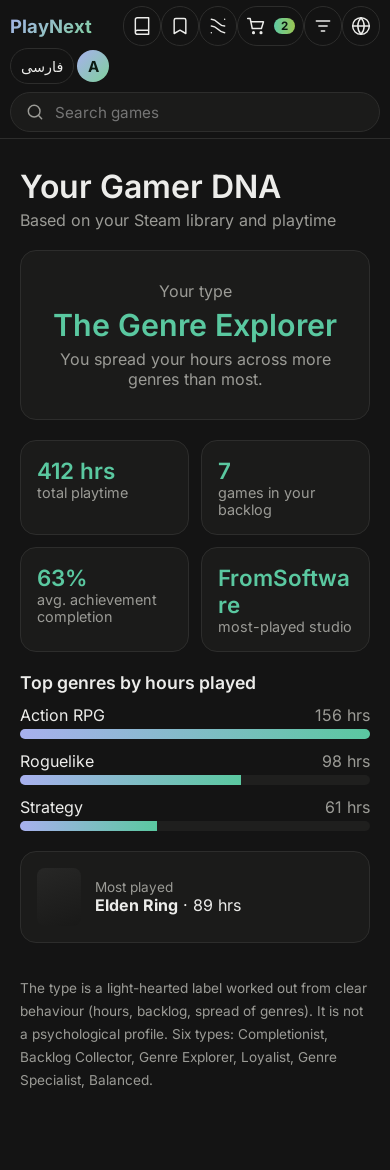 PlayNext
2
فارسی
A
Search games
Your Gamer DNA
Based on your Steam library and playtime
Your type
The Genre Explorer
You spread your hours across more
genres than most.
412 hrs
total playtime
7
games in your
backlog
63%
avg. achievement
completion
FromSoftwa
re
most-played studio
Top genres by hours played
Action RPG 156 hrs
Roguelike 98 hrs
Strategy 61 hrs
Most played
Elden Ring · 89 hrs
The type is a light-hearted label worked out from clear
behaviour (hours, backlog, spread of genres). It is not
a psychological profile. Six types: Completionist,
Backlog Collector, Genre Explorer, Loyalist, Genre
Specialist, Balanced.